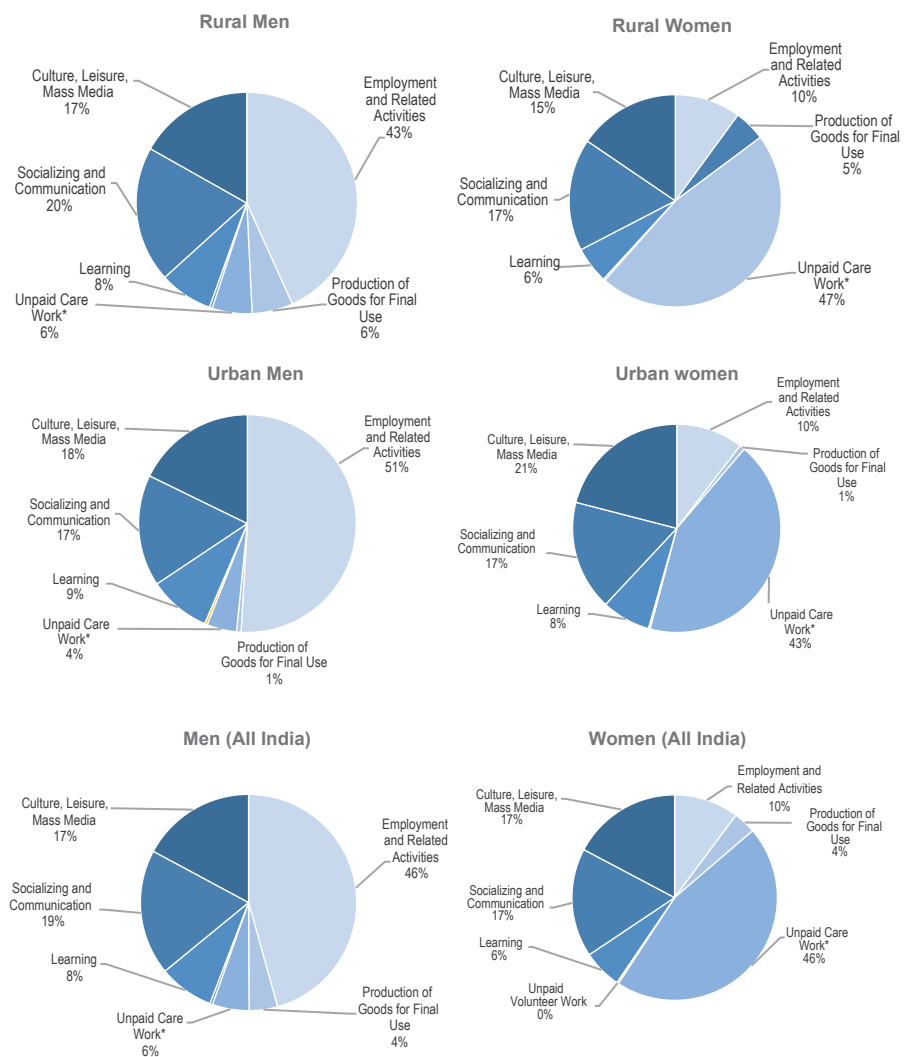 Rural Men
Culture, Leisure,
Mass Media
17%
Employment
and Related
Activities
43%
Socializing and
Communication
20%
Learning
8%
Unpaid Care
Work*
6%
Production of
Goods for Final
Use
6%
Rural Women
Culture, Leisure,
Mass Media
15%
Employment
and Related
Activities
10%
Production of
Goods for Final
Use
5%
Socializing and
Communication
17%
Learning
6%
Unpaid Care
Work*
47%
Urban Men
Culture, Leisure,
Mass Media
18%
Employment
and Related
Activities
51%
Socializing and
Communication
17%
Learning
9%
Unpaid Care
Work*
4%
Production of
Goods for Final Use
1%
Urban women
Culture, Leisure,
Mass Media
21%
Employment
and Related
Activities
10%
Production of
Goods for Final
Use
1%
Socializing and
Communication
17%
Learning
8%
Unpaid Care
Work*
43%
Men (All India)
Culture, Leisure,
Mass Media
17%
Employment
and Related
Activities
46%
Socializing and
Communication
19%
Learning
8%
Unpaid Care
Work*
6%
Production of
Goods for Final
Use
4%
Women (All India)
Culture, Leisure,
Mass Media
17%
Employment and
Related Activities
10%
Production of
Goods for Final
Use
4%
Socializing and
Communication
17%
Learning
6%
Unpaid
Volunteer Work
0%
Unpaid Care
Work*
46%